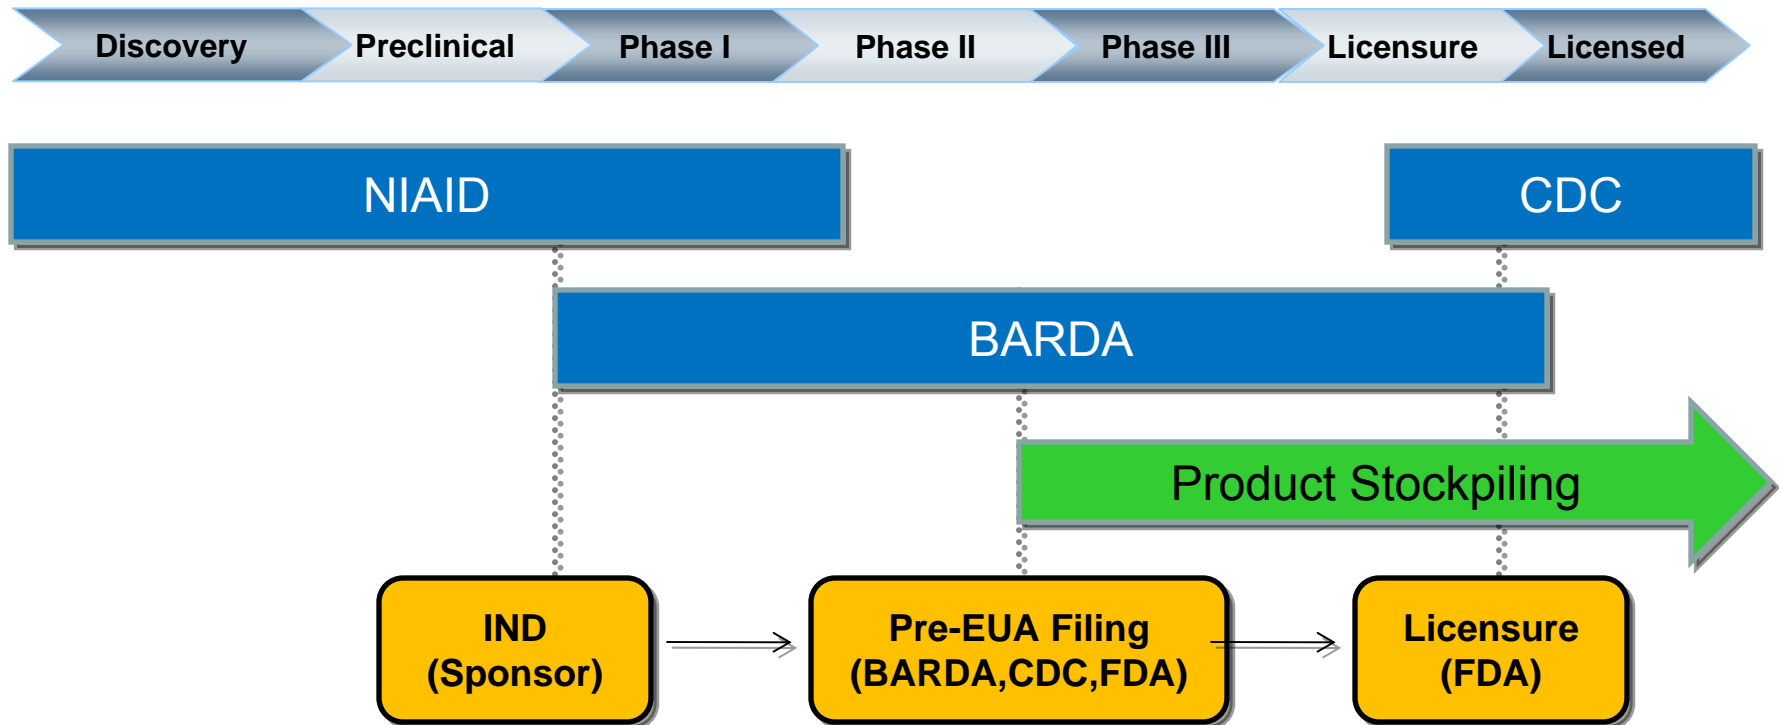 Discovery
Preclinical
Phase I
Phase II
Phase III
Licensure
Licensed
NIAID
CDC
BARDA
Product Stockpiling
IND
(Sponsor)
Pre-EUA Filing
(BARDA,CDC,FDA)
Licensure
(FDA)